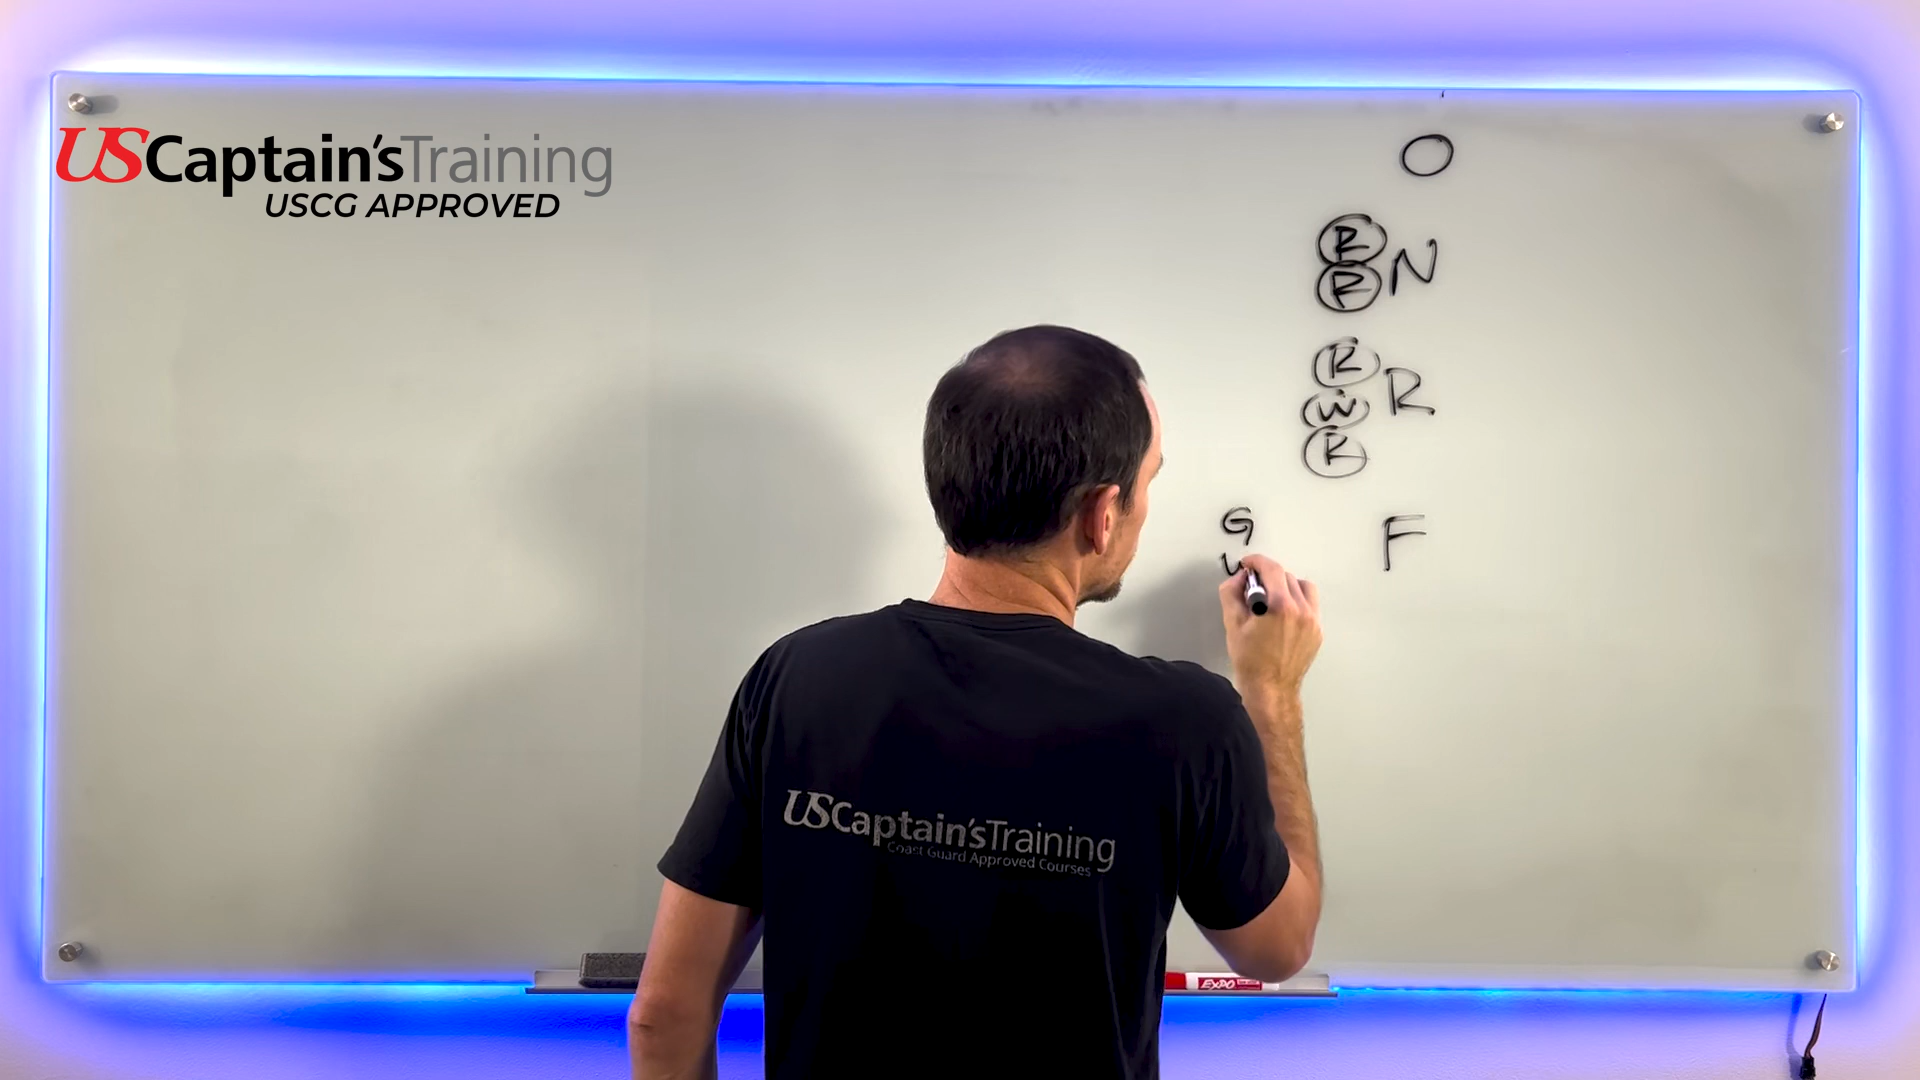 USCaptain'sTraining
USCG APPROVED
O
R
R N
R
W R
R
G F
USCaptain'sTraining
Coast Guard Approved Courses
EXPO